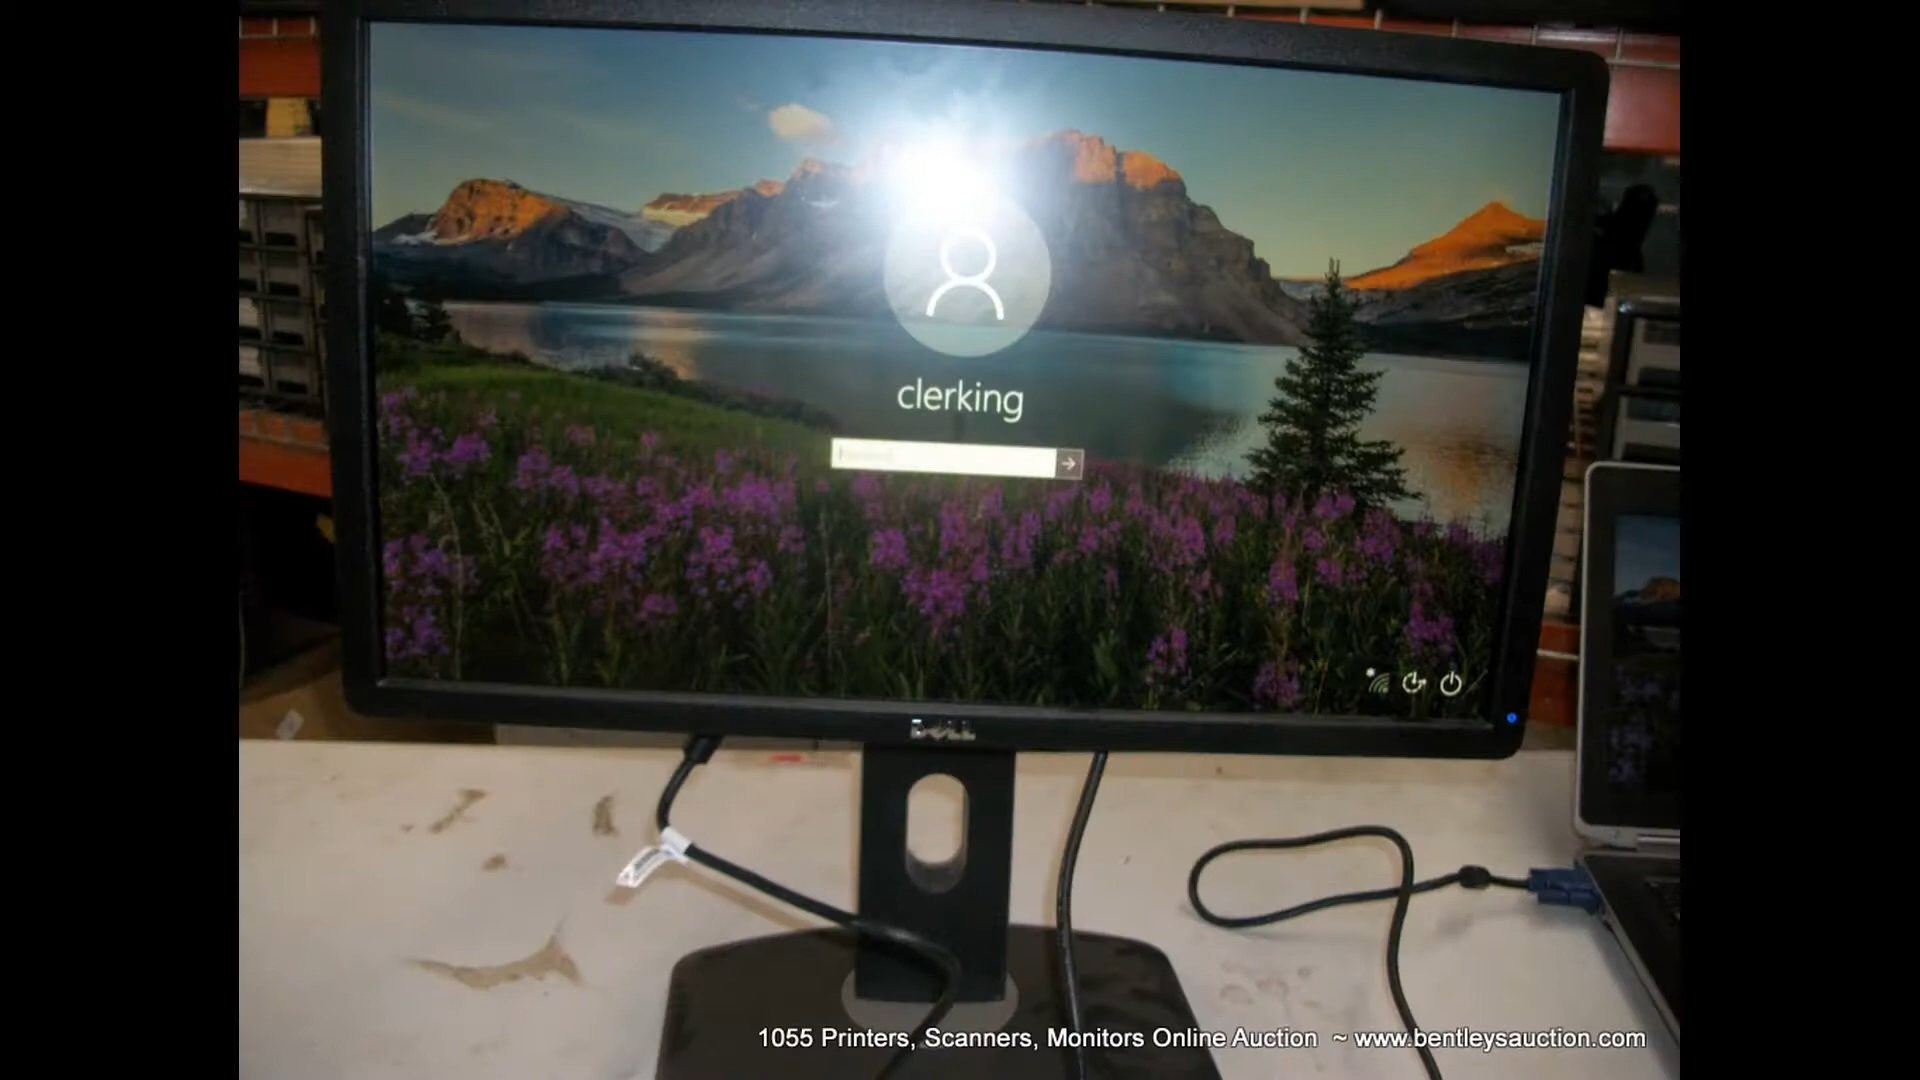 clerking
DELL
1055 Printers, Scanners, Monitors Online Auction ~ www.bentleysauction.com